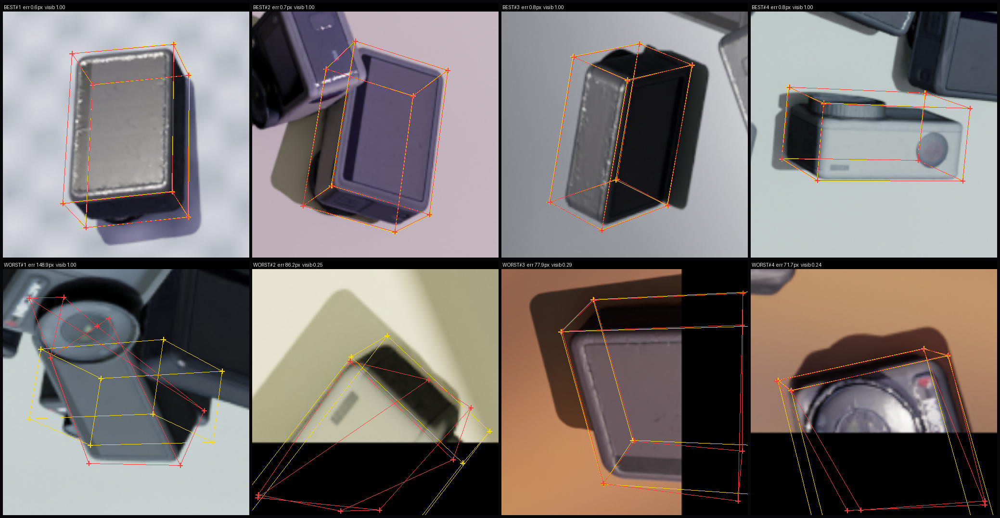 BEST#1 err 0.6px visib 1.00
BEST#2 err 0.7px visib 1.00
BEST#3 err 0.8px visib 1.00
BEST#4 err 0.8px visib 1.00
WORST#1 err 148.9px visib 1.00
WORST#2 err 86.2px visib 0.25
WORST#3 err 77.9px visib 0.29
WORST#4 err 71.7px visib 0.24